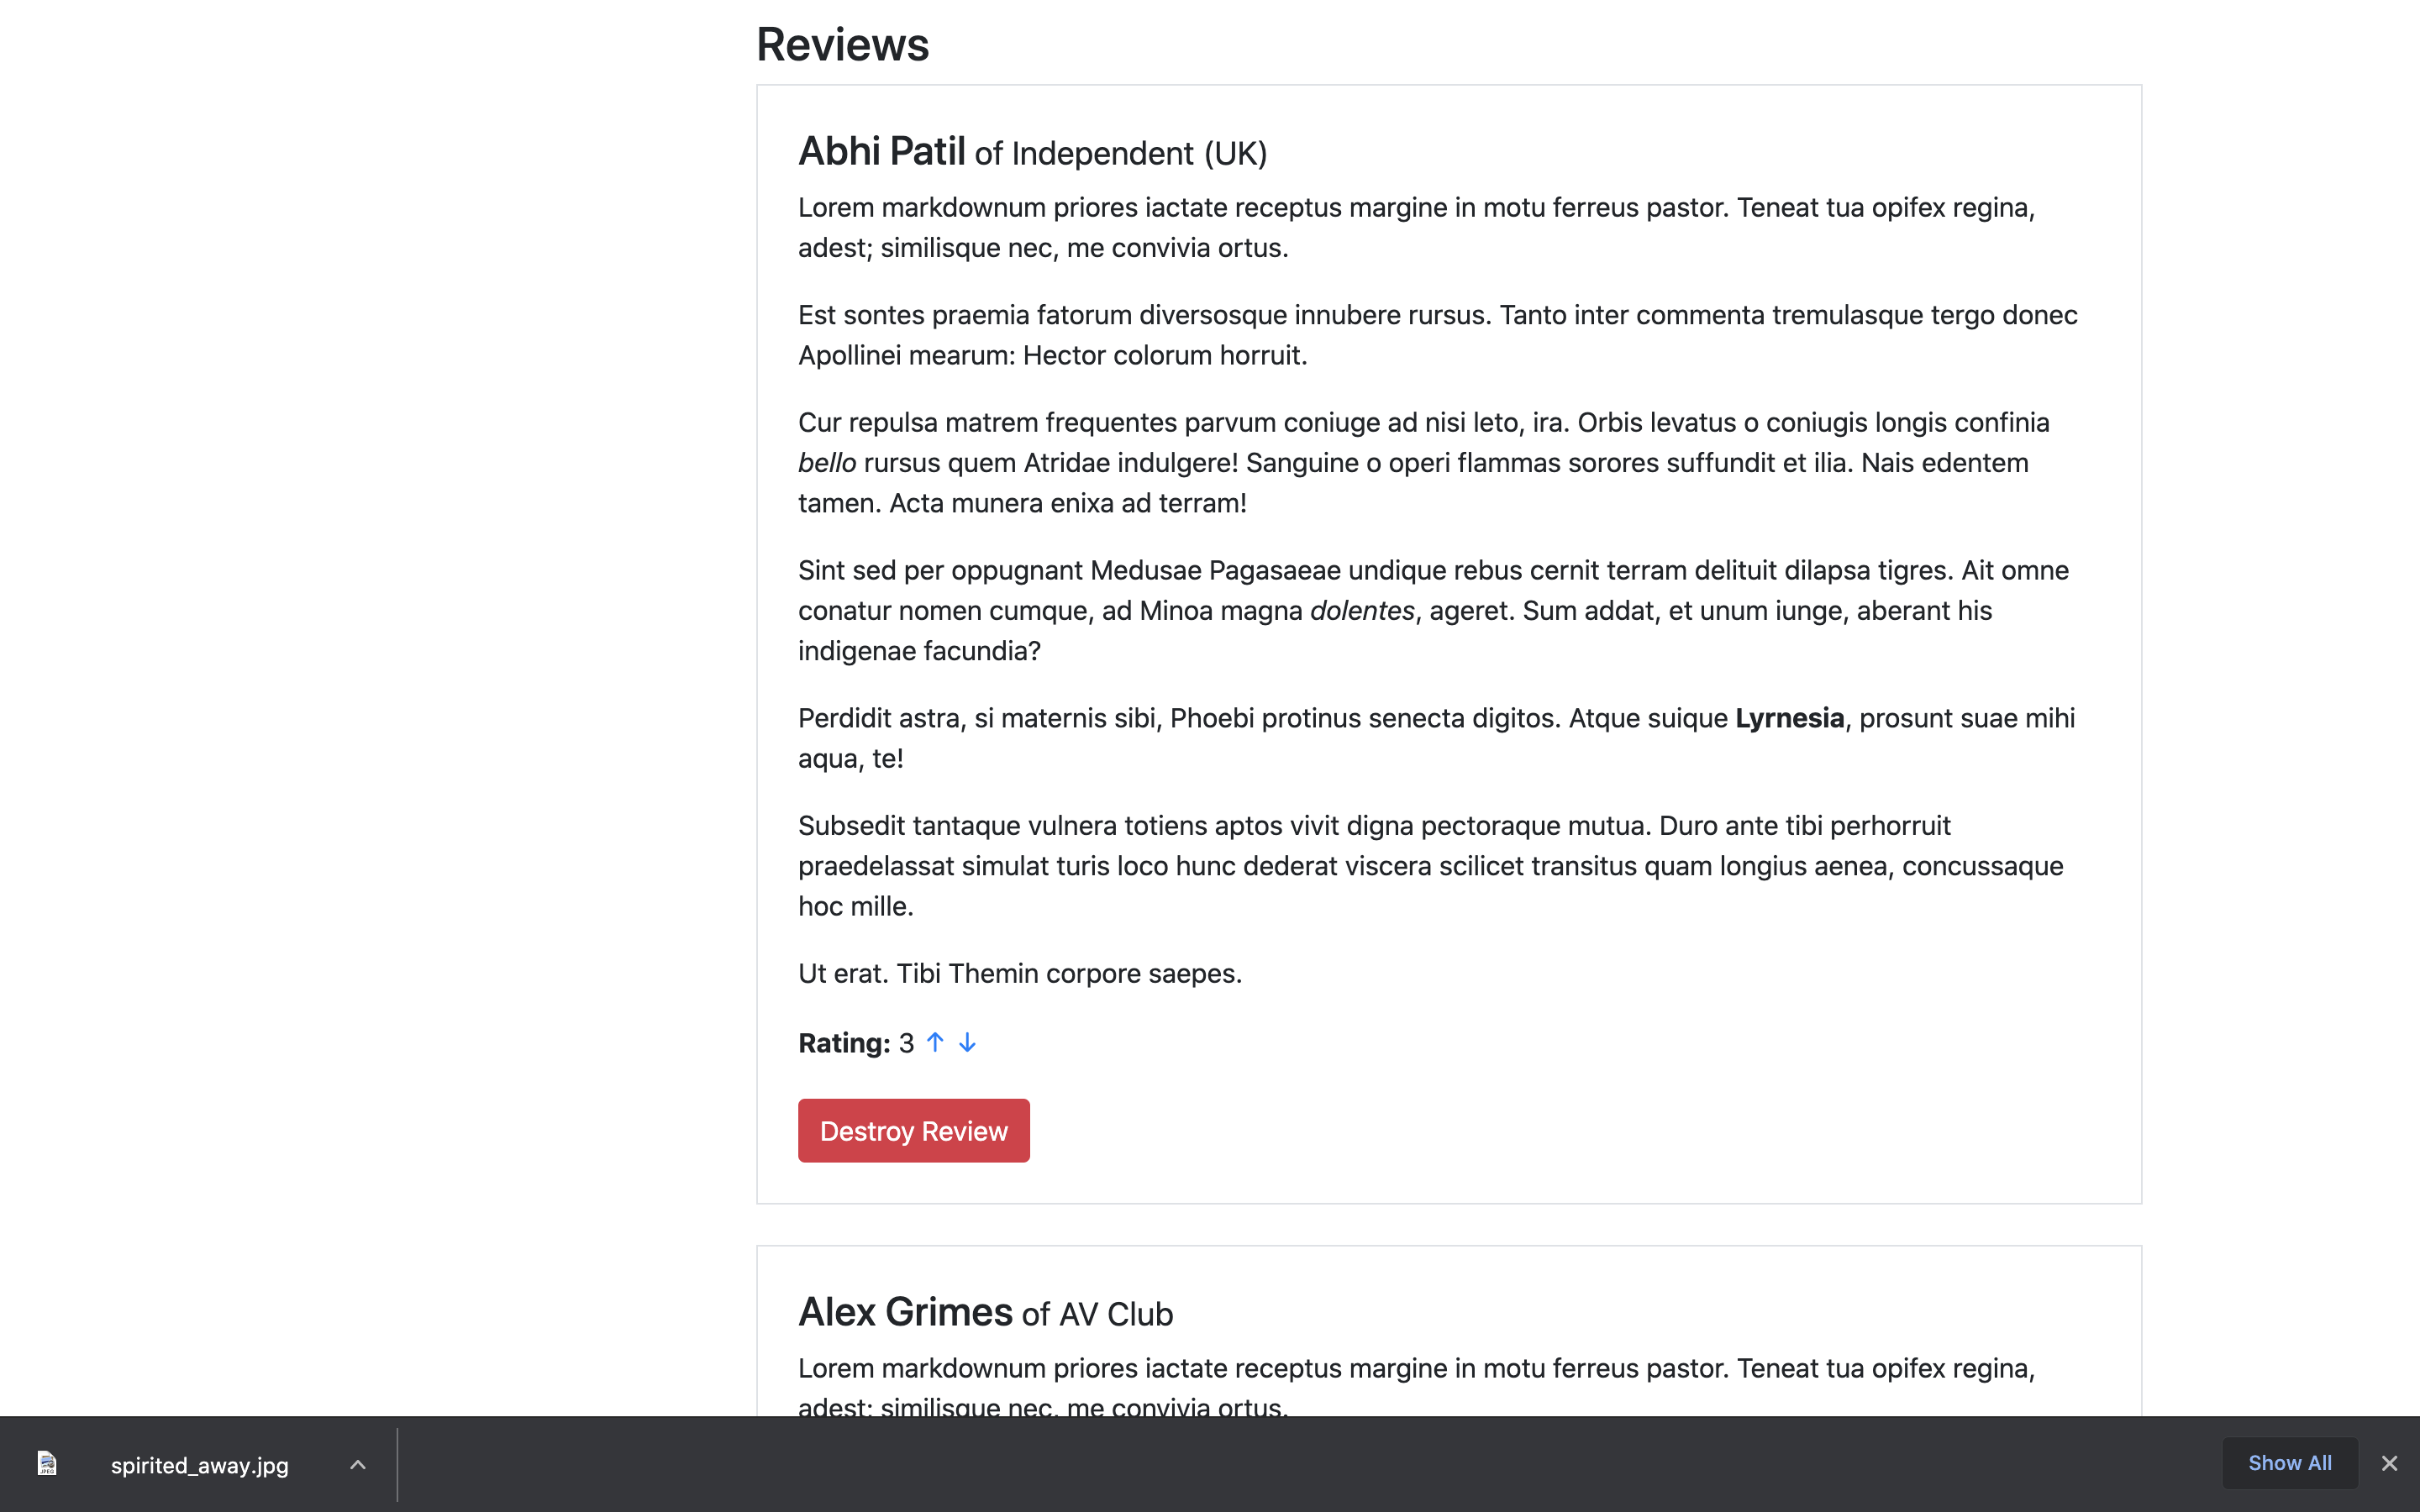 Reviews
Abhi Patil of Independent (UK)
Lorem markdownum priores iactate receptus margine in motu ferreus pastor. Teneat tua opifex regina,
adest; similisque nec, me convivia ortus.
Est sontes praemia fatorum diversosque innubere rursus. Tanto inter commenta tremulasque tergo donec
Apollinei mearum: Hector colorum horruit.
Cur repulsa matrem frequentes parvum coniuge ad nisi leto, ira. Orbis levatus o coniugis longis confinia
bello rursus quem Atridae indulgere! Sanguine o operi flammas sorores suffundit et ilia. Nais edentem
tamen. Acta munera enixa ad terram!
Sint sed per oppugnant Medusae Pagasaeae undique rebus cernit terram delituit dilapsa tigres. Ait omne
conatur nomen cumque, ad Minoa magna dolentes, ageret. Sum addat, et unum iunge, aberant his
indigenae facundia?
Perdidit astra, si maternis sibi, Phoebi protinus senecta digitos. Atque suique Lyrnesia, prosunt suae mihi
aqua, te!
Subsedit tantaque vulnera totiens aptos vivit digna pectoraque mutua. Duro ante tibi perhorruit
praedelassat simulat turis loco hunc dederat viscera scilicet transitus quam longius aenea, concussaque
hoc mille.
Ut erat. Tibi Themin corpore saepes.
Rating: 3 ↑ ↓
Destroy Review
Alex Grimes of AV Club
Lorem markdownum priores iactate receptus margine in motu ferreus pastor. Teneat tua opifex regina,
adest; similisque nec, me convivia ortus.
JPEG
spirited_away.jpg
Show All